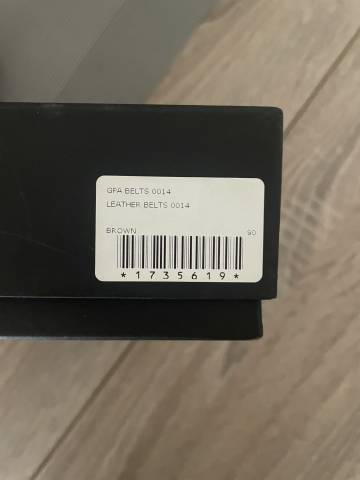 GPA BELTS 0014
LEATHER BELTS 0014
BROWN 90
*1735619*